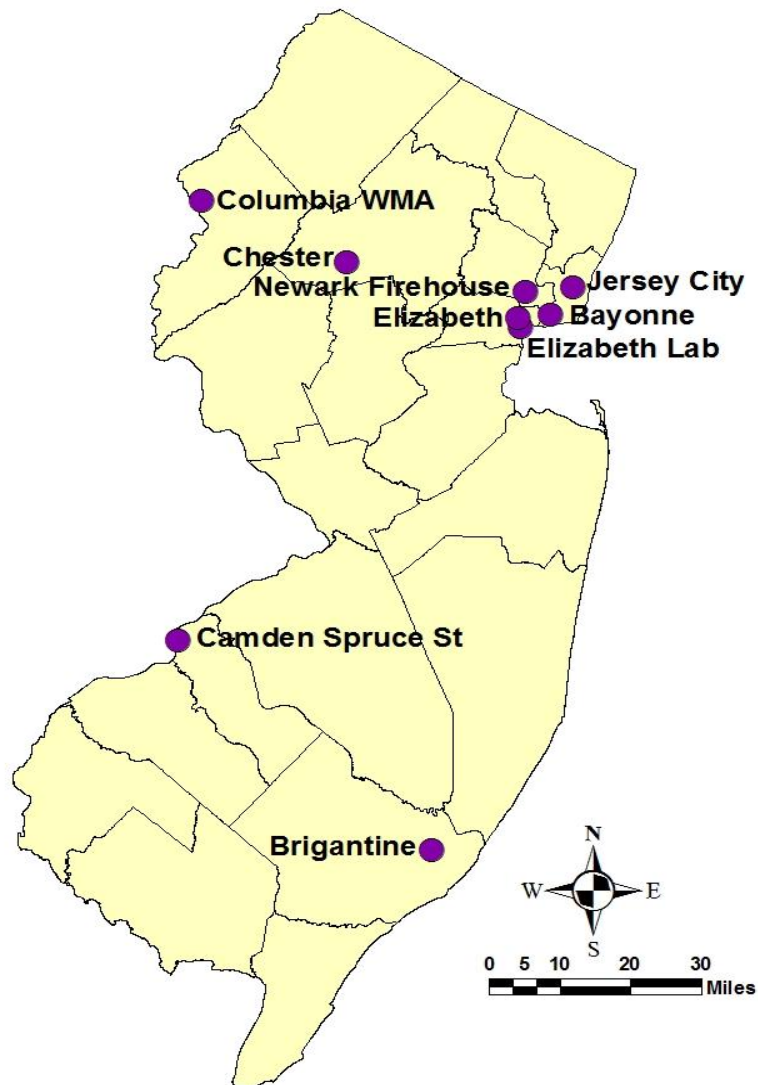 Columbia WMA
Chester
Newark Firehouse
Jersey City
Elizabeth
Bayonne
Elizabeth Lab
Camden Spruce St
Brigantine
N
W
E
S
0 5 10 20 30
Miles